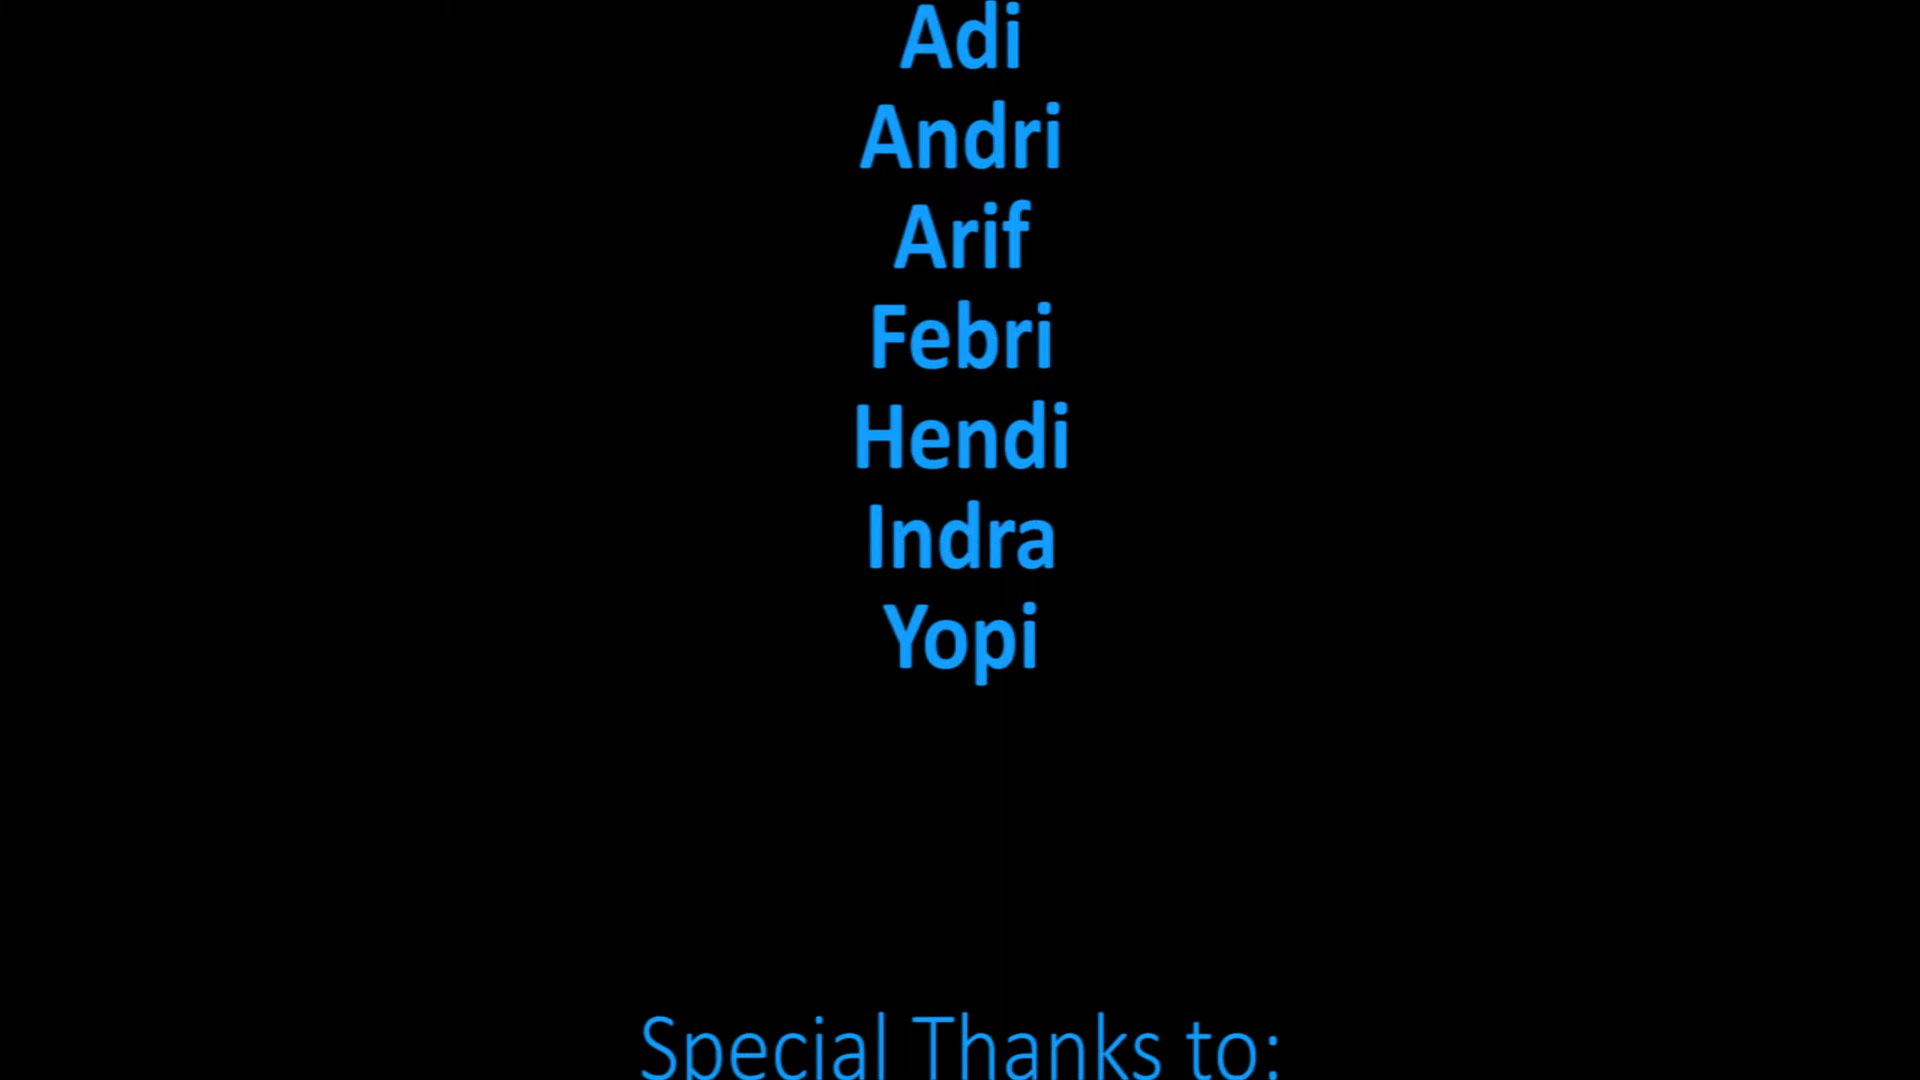 Adi
Andri
Arif
Febri
Hendi
Indra
Yopi
Special Thanks to: